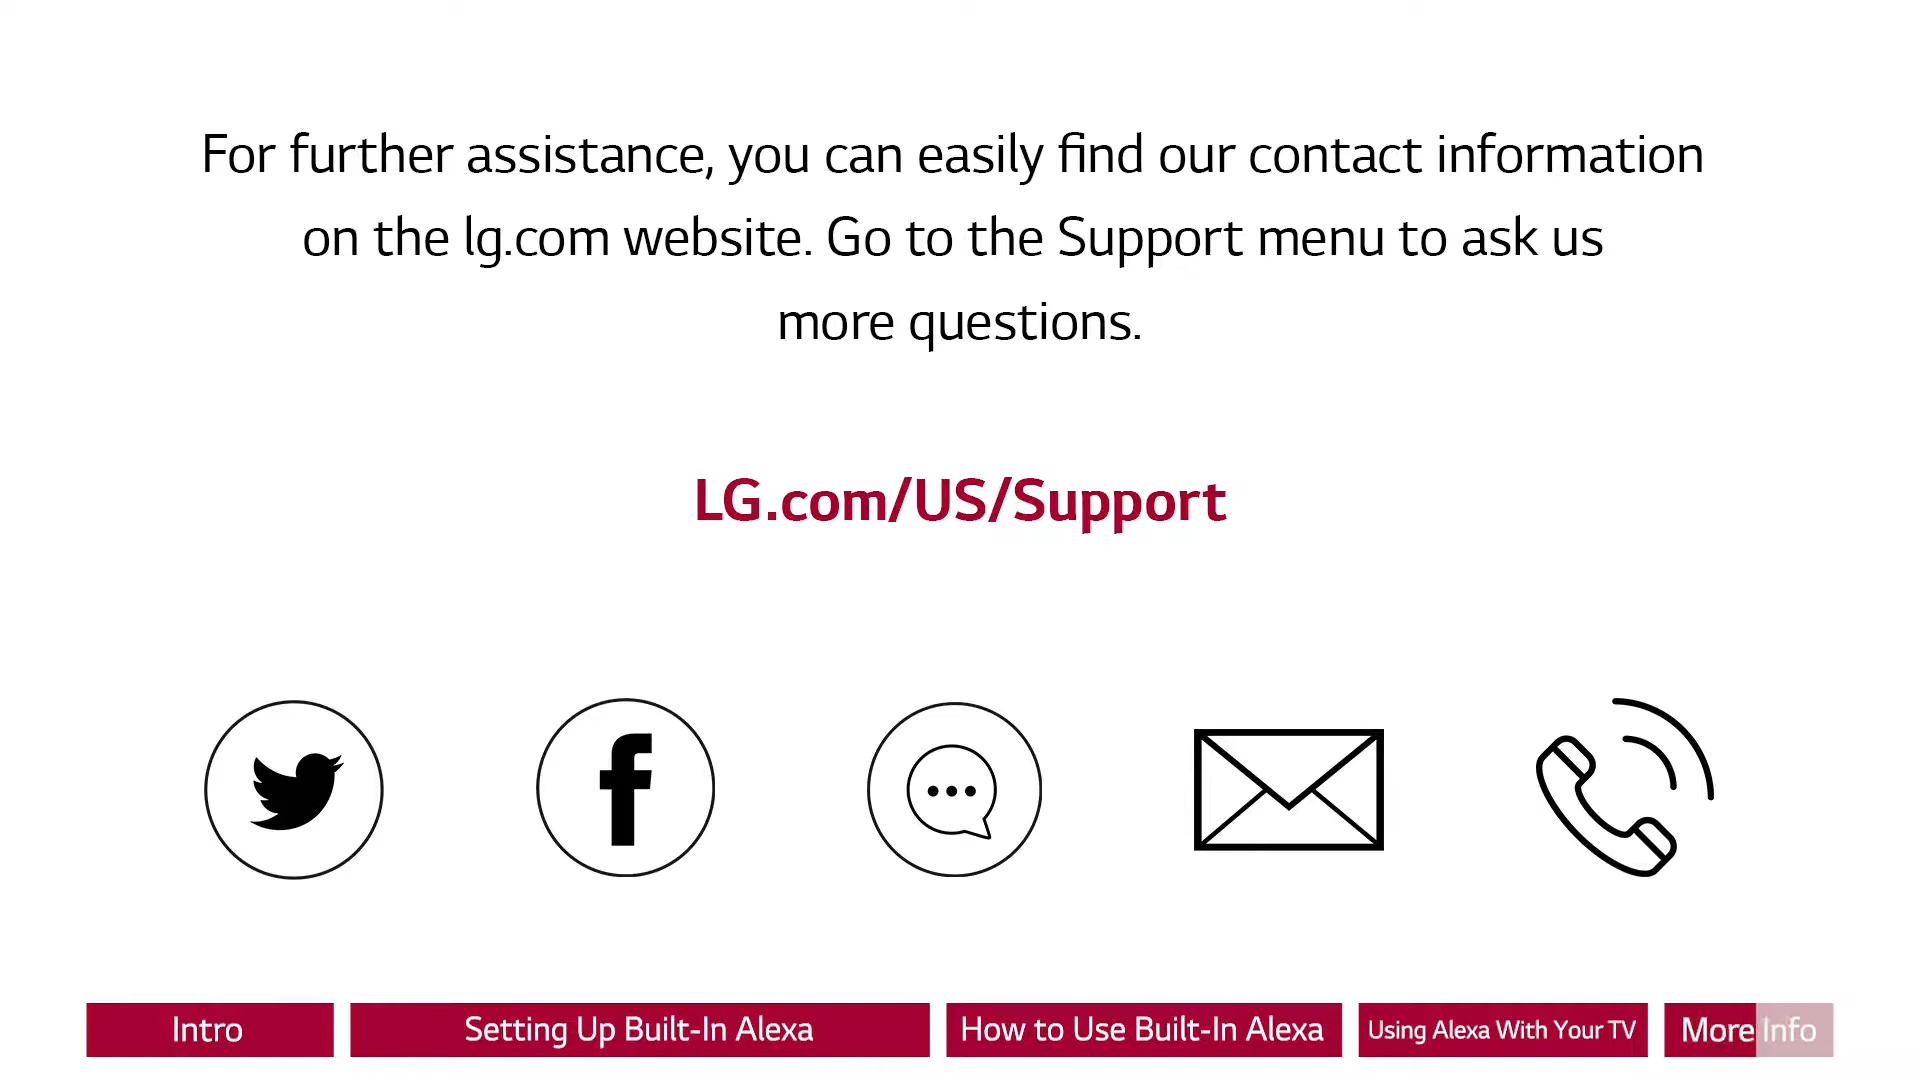 For further assistance, you can easily find our contact information
on the lg.com website. Go to the Support menu to ask us
more questions.
LG.com/US/Support
Intro
Setting Up Built-In Alexa
How to Use Built-In Alexa
Using Alexa With Your TV
More Info